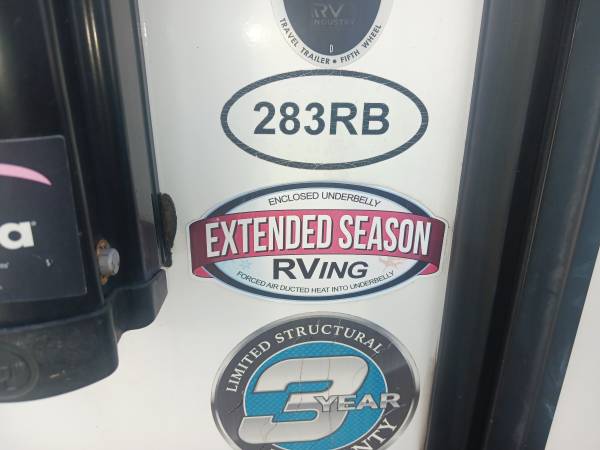 RV
INDUSTRY
D
TRAVEL TRAILER • FIFTH WHEEL
283RB
ENCLOSED UNDERBELLY
EXTENDED SEASON
RVING
FORCED AIR DUCTED HEAT INTO UNDERBELLY
a
LIMITED STRUCTURAL
3 YEAR